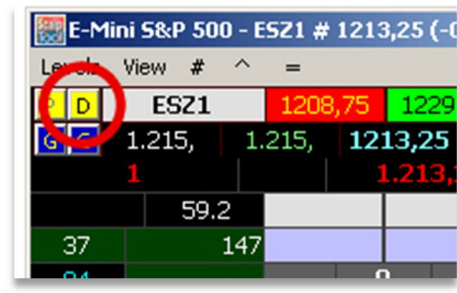 E-Mini S&P 500 - ESZ1 # 1213,25 (-0
Levels View # ^ =
P D ESZ1 1208,75 1229
G C 1.215, 1.215, 1213,25
1 1.213,
59.2
37 147